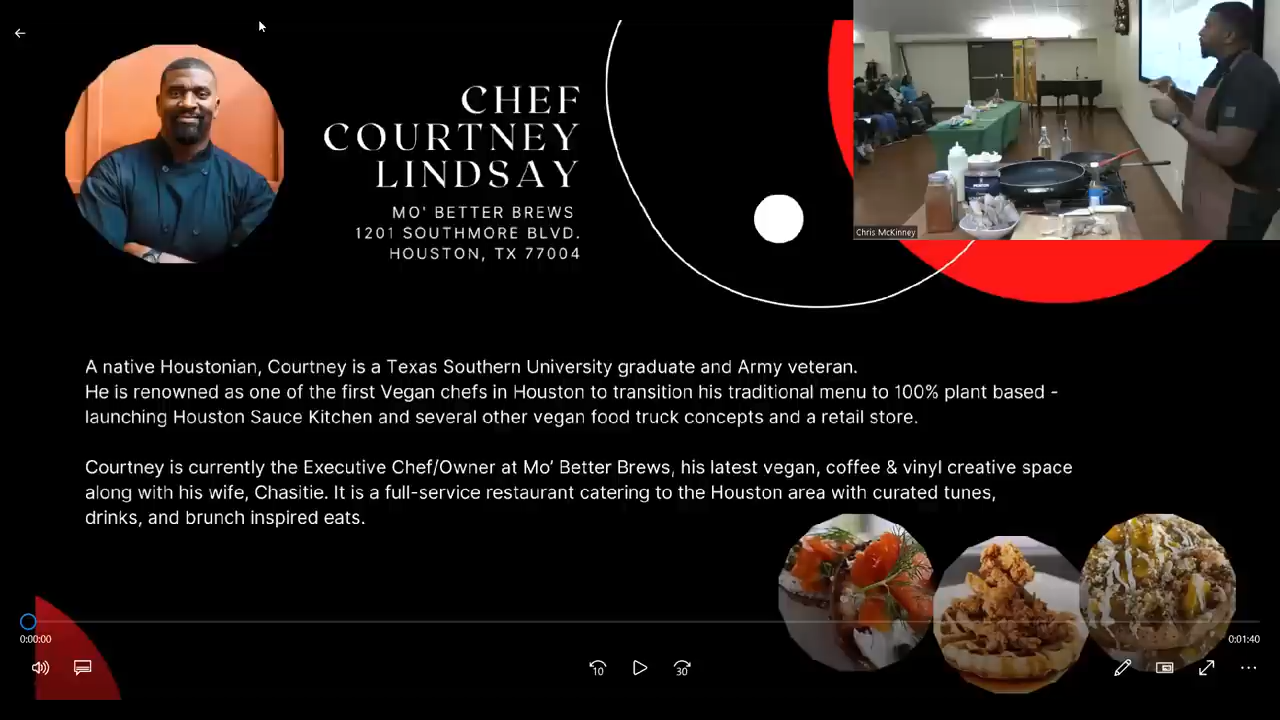 CHEF
COURTNEY
LINDSAY
MO' BETTER BREWS
1201 SOUTHMORE BLVD.
HOUSTON, TX 77004
Chris McKinney
A native Houstonian, Courtney is a Texas Southern University graduate and Army veteran.
He is renowned as one of the first Vegan chefs in Houston to transition his traditional menu to 100% plant based -
launching Houston Sauce Kitchen and several other vegan food truck concepts and a retail store.
Courtney is currently the Executive Chef/Owner at Mo’ Better Brews, his latest vegan, coffee & vinyl creative space
along with his wife, Chasitie. It is a full-service restaurant catering to the Houston area with curated tunes,
drinks, and brunch inspired eats.
0:00:00
0:01:40
10
30